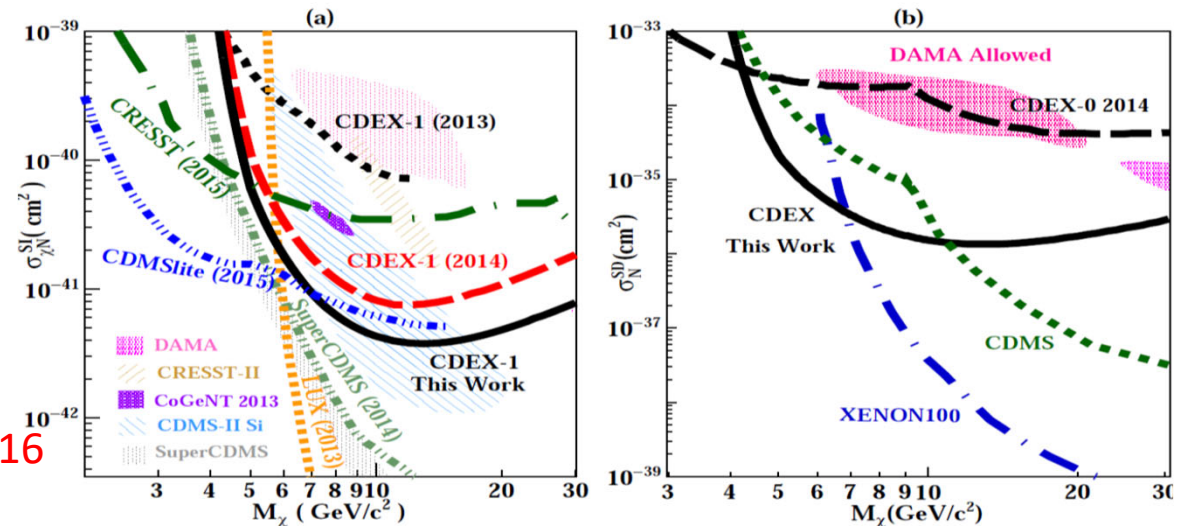 (a)
10⁻³⁹
10⁻⁴⁰
10⁻⁴¹
10⁻⁴²
σ^SI_χN (cm²)
CRESST (2015)
CDMSlite (2015)
CDEX-1 (2013)
CDEX-1 (2014)
CDEX-1
This Work
SuperCDMS (2014)
LUX (2013)
DAMA
CRESST-II
CoGeNT 2013
CDMS-II Si
SuperCDMS
16
3 4 5 6 7 8 910 20 30
M_χ ( GeV/c²)
(b)
10⁻³³
10⁻³⁵
10⁻³⁷
10⁻³⁹
σ^SD_N (cm²)
DAMA Allowed
CDEX-0 2014
CDEX
This Work
CDMS
XENON100
3 4 5 6 7 8 910 20 30
M_χ(GeV/c²)